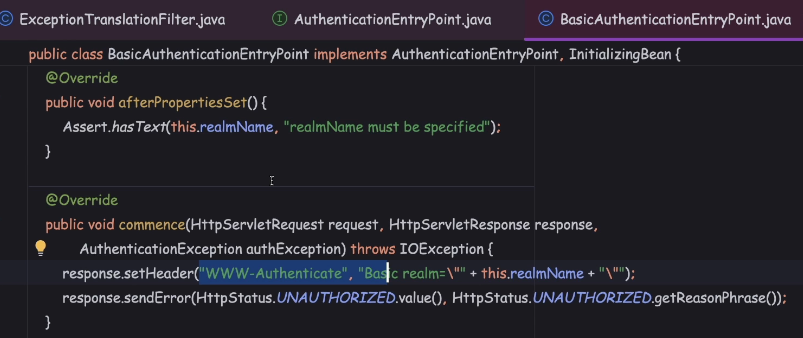 ExceptionTranslationFilter.java
AuthenticationEntryPoint.java
BasicAuthenticationEntryPoint.java
public class BasicAuthenticationEntryPoint implements AuthenticationEntryPoint, InitializingBean {
@Override
public void afterPropertiesSet() {
Assert.hasText(this.realmName, "realmName must be specified");
}
@Override
public void commence(HttpServletRequest request, HttpServletResponse response,
AuthenticationException authException) throws IOException {
response.setHeader("WWW-Authenticate", "Basic realm=\"" + this.realmName + "\"");
response.sendError(HttpStatus.UNAUTHORIZED.value(), HttpStatus.UNAUTHORIZED.getReasonPhrase());
}